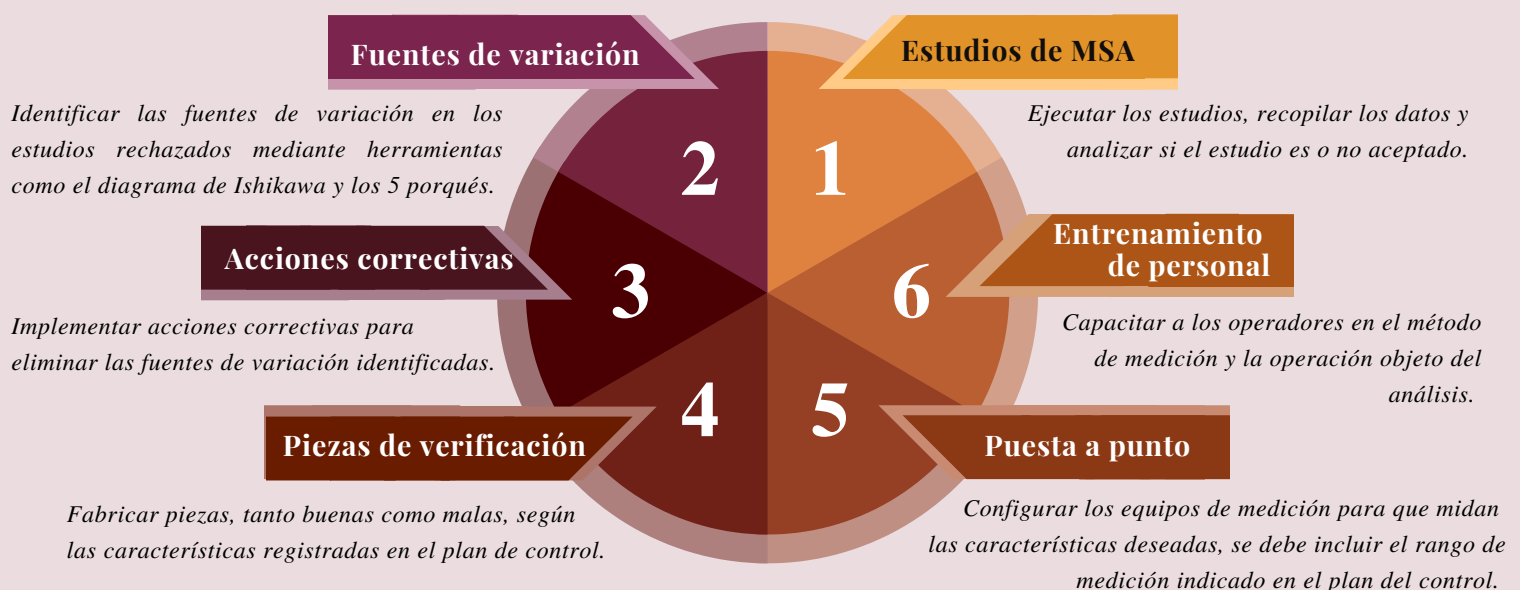 Fuentes de variación
Identificar las fuentes de variación en los
estudios rechazados mediante herramientas
como el diagrama de Ishikawa y los 5 porqués.
2
Estudios de MSA
Ejecutar los estudios, recopilar los datos y
analizar si el estudio es o no aceptado.
1
Acciones correctivas
Implementar acciones correctivas para
eliminar las fuentes de variación identificadas.
3
Entrenamiento
de personal
Capacitar a los operadores en el método
de medición y la operación objeto del
análisis.
6
Piezas de verificación
Fabricar piezas, tanto buenas como malas, según
las características registradas en el plan de control.
4
Puesta a punto
Configurar los equipos de medición para que midan
las características deseadas, se debe incluir el rango de
medición indicado en el plan del control.
5